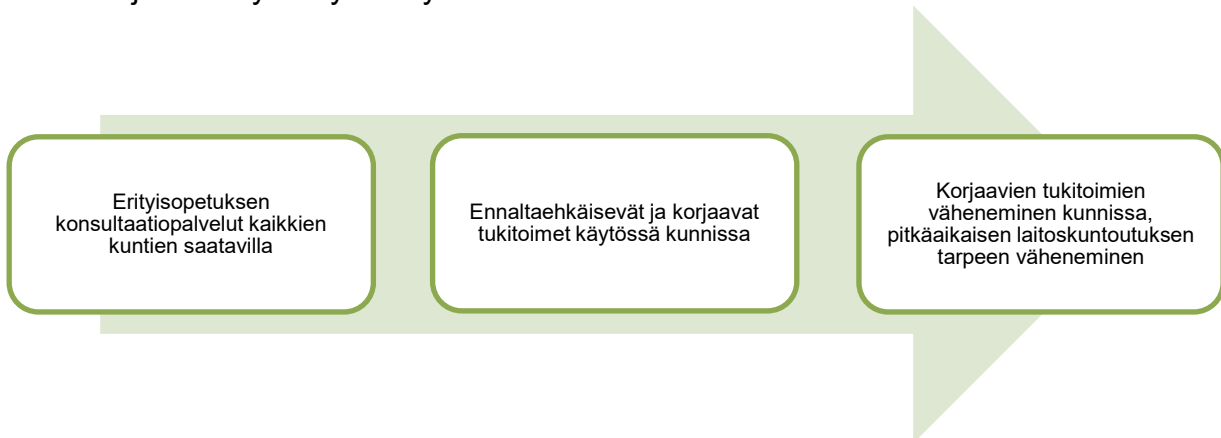 Erityisopetuksen
konsultaatiopalvelut kaikkien
kuntien saatavilla
Ennaltaehkäisevät ja korjaavat
tukitoimet käytössä kunnissa
Korjaavien tukitoimien
väheneminen kunnissa,
pitkäaikaisen laitoskuntoutuksen
tarpeen väheneminen